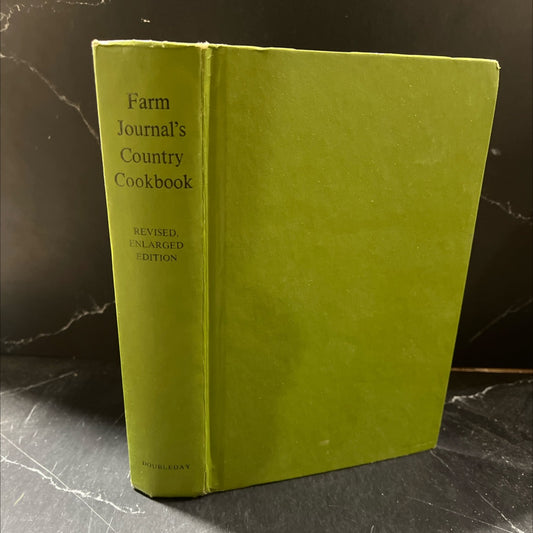 Farm
Journal's
Country
Cookbook
REVISED,
ENLARGED
EDITION
DOUBLEDAY